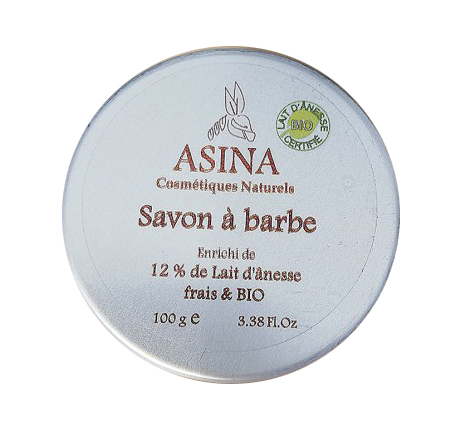 LAIT D'ÂNESSE
BIO
CERTIFIÉ
ASINA
Cosmétiques Naturels
Savon à barbe
Enrichi de
12 % de Lait d'ânesse
frais & BIO
100 g e 3.38 Fl.Oz